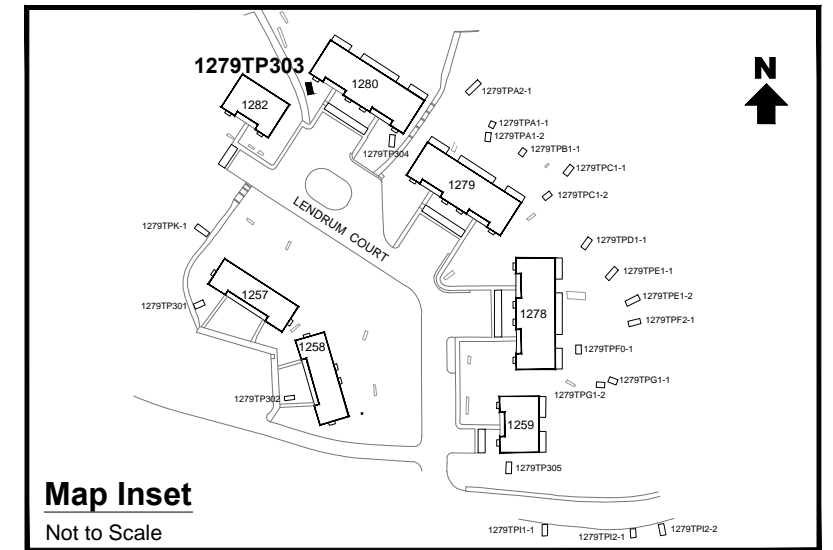 1279TP303
N
1280
1282
1279TPA2-1
1279TPA1-1
1279TPA1-2
1279TPB1-1
1279TP304
1279
1279TPC1-1
1279TPC1-2
LENDRUM COURT
1279TPK-1
1279TPD1-1
1279TPE1-1
1257
1279TPE1-2
1279TP301
1278
1279TPF2-1
1258
1279TPF0-1
1279TPG1-1
1279TPG1-2
1279TP302
1259
1279TP305
Map Inset
Not to Scale
1279TPI1-1
1279TPI2-1
1279TPI2-2